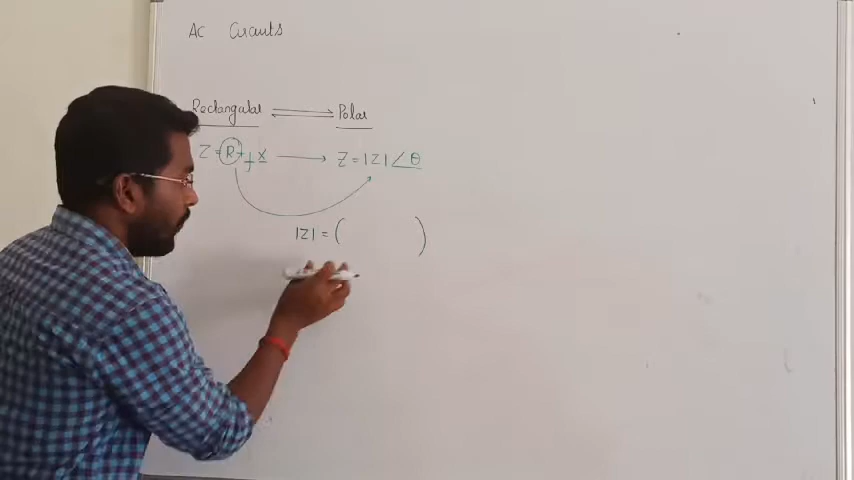 AC Circuits
Rectangular ⇌ Polar
Z = R + jX → Z = |Z| ∠θ
|Z| = ( )